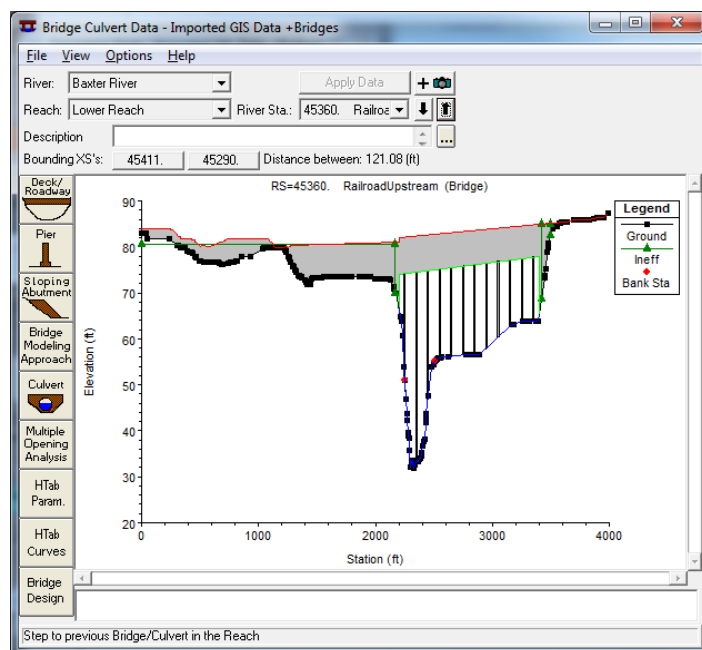 Bridge Culvert Data - Imported GIS Data +Bridges
File View Options Help
River: Baxter River Apply Data +
Reach: Lower Reach River Sta.: 45360. Railroa
Description ...
Bounding XS's: 45411. 45290. Distance between: 121.08 (ft)
Deck/
Roadway
Pier
Sloping
Abutment
Bridge
Modeling
Approach
Culvert
Multiple
Opening
Analysis
HTab
Param.
HTab
Curves
Bridge
Design
RS=45360. RailroadUpstream (Bridge)
90
80
70
60
50
40
30
20
Elevation (ft)
0 1000 2000 3000 4000
Station (ft)
Legend
Ground
Ineff
Bank Sta
Step to previous Bridge/Culvert in the Reach